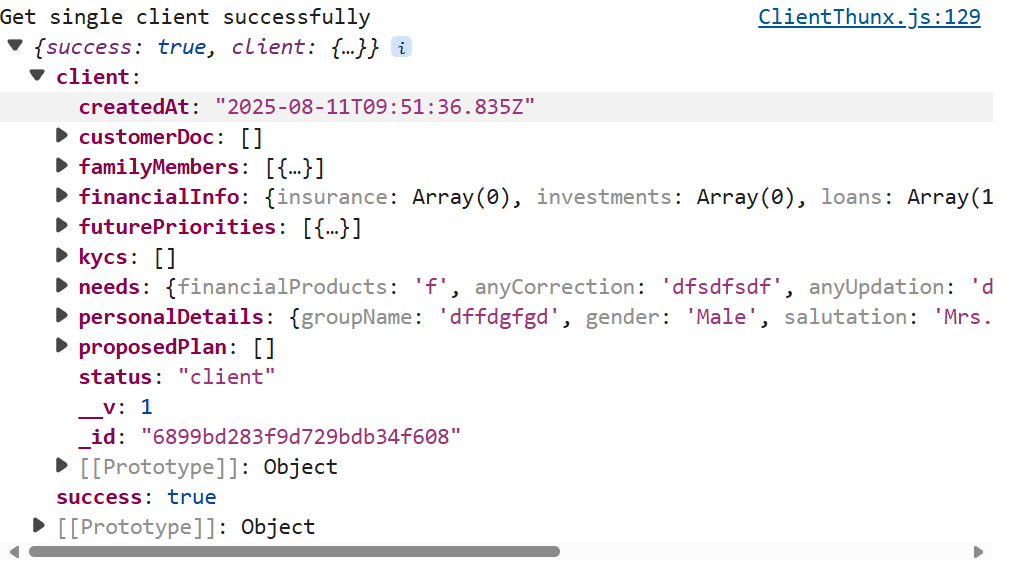 Get single client successfully ClientThunx.js:129
{success: true, client: {…}} i
client:
createdAt: "2025-08-11T09:51:36.835Z"
customerDoc: []
familyMembers: [{…}]
financialInfo: {insurance: Array(0), investments: Array(0), loans: Array(1
futurePriorities: [{…}]
kycs: []
needs: {financialProducts: 'f', anyCorrection: 'dfsdfsdf', anyUpdation: 'd
personalDetails: {groupName: 'dffdgfgd', gender: 'Male', salutation: 'Mrs.
proposedPlan: []
status: "client"
__v: 1
_id: "6899bd283f9d729bdb34f608"
[[Prototype]]: Object
success: true
[[Prototype]]: Object